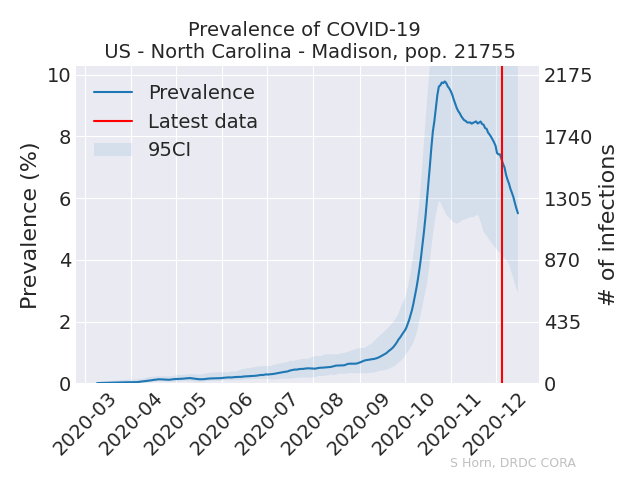 Prevalence of COVID-19
US - North Carolina - Madison, pop. 21755
Prevalence (%)
10
8
6
4
2
0
Prevalence
Latest data
95CI
2175
1740
1305
870
435
0
# of infections
2020-03
2020-04
2020-05
2020-06
2020-07
2020-08
2020-09
2020-10
2020-11
2020-12
S Horn, DRDC CORA